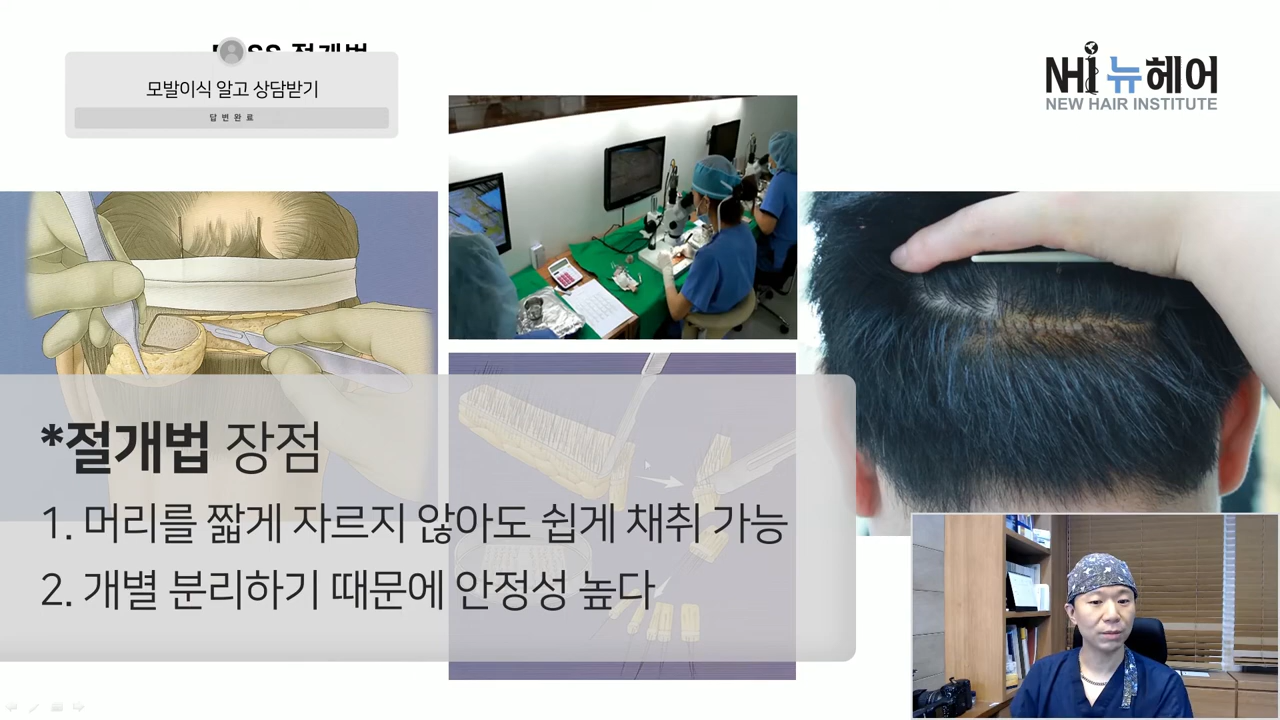 절개법
모발이식 알고 상담받기
답변완료
NHI 뉴헤어
NEW HAIR INSTITUTE
*절개법 장점
1. 머리를 짧게 자르지 않아도 쉽게 채취 가능
2. 개별 분리하기 때문에 안정성 높다